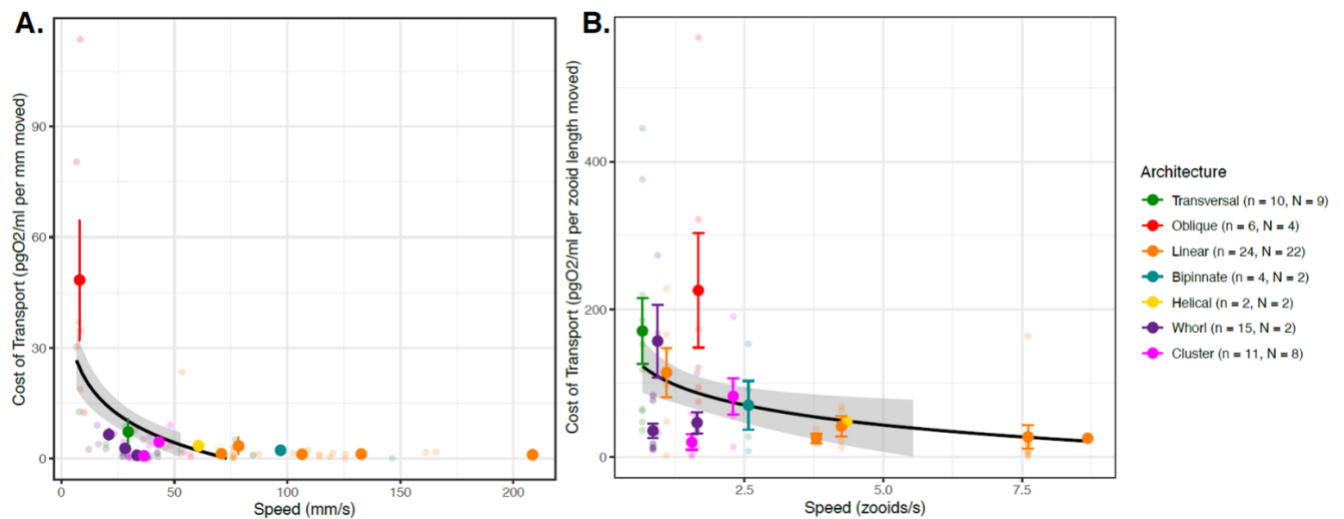 A.
Cost of Transport (pgO2/ml per mm moved)
90
60
30
0
0
50
100
150
200
Speed (mm/s)
B.
Cost of Transport (pgO2/ml per zooid length moved)
400
200
0
2.5
5.0
7.5
Speed (zooids/s)
Architecture
Transversal (n = 10, N = 9)
Oblique (n = 6, N = 4)
Linear (n = 24, N = 22)
Bipinnate (n = 4, N = 2)
Helical (n = 2, N = 2)
Whorl (n = 15, N = 2)
Cluster (n = 11, N = 8)